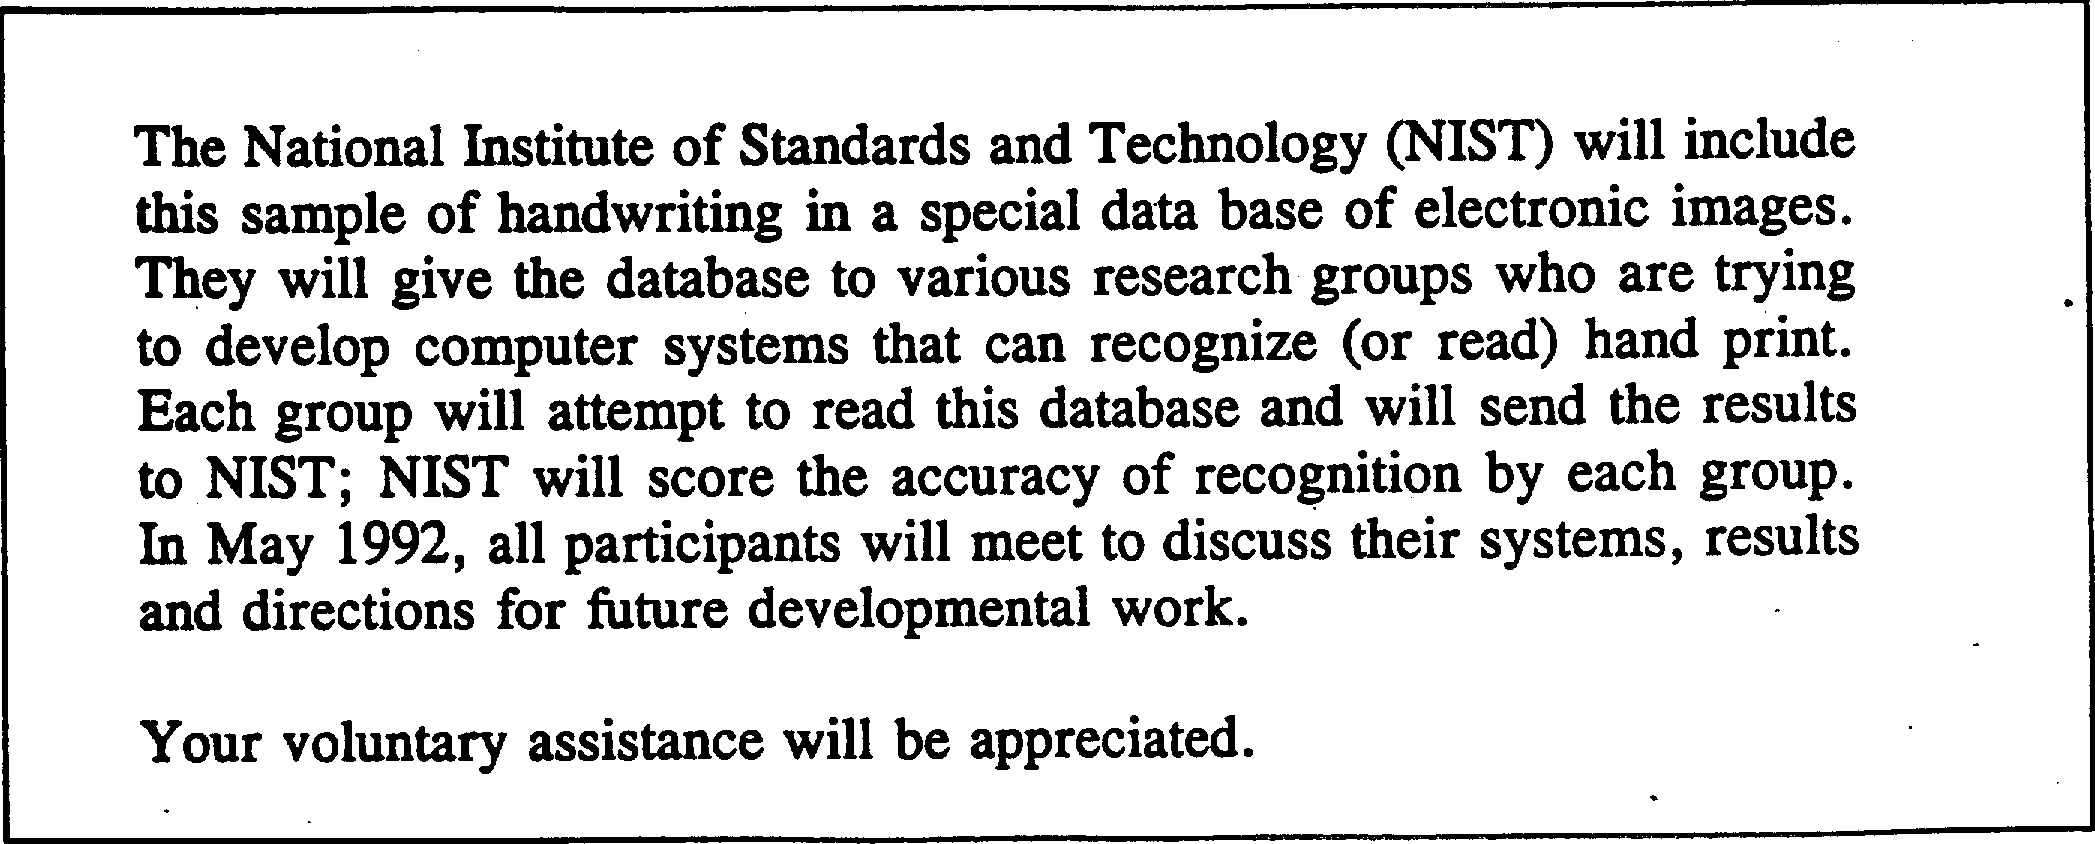 The National Institute of Standards and Technology (NIST) will include
this sample of handwriting in a special data base of electronic images.
They will give the database to various research groups who are trying
to develop computer systems that can recognize (or read) hand print.
Each group will attempt to read this database and will send the results
to NIST; NIST will score the accuracy of recognition by each group.
In May 1992, all participants will meet to discuss their systems, results
and directions for future developmental work.
Your voluntary assistance will be appreciated.